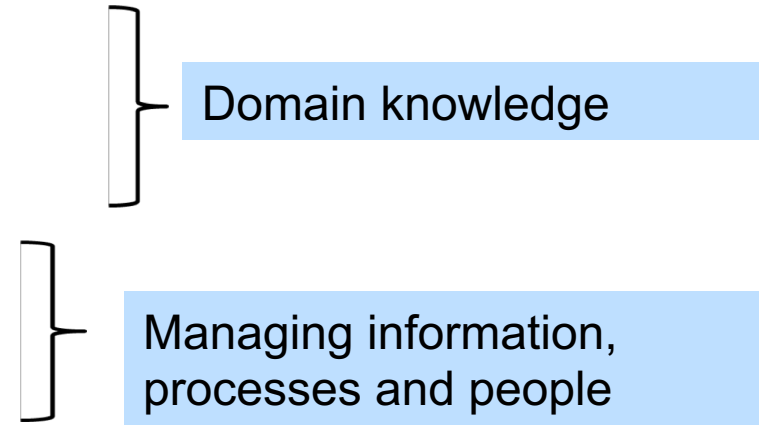 Domain knowledge
Managing information,
processes and people